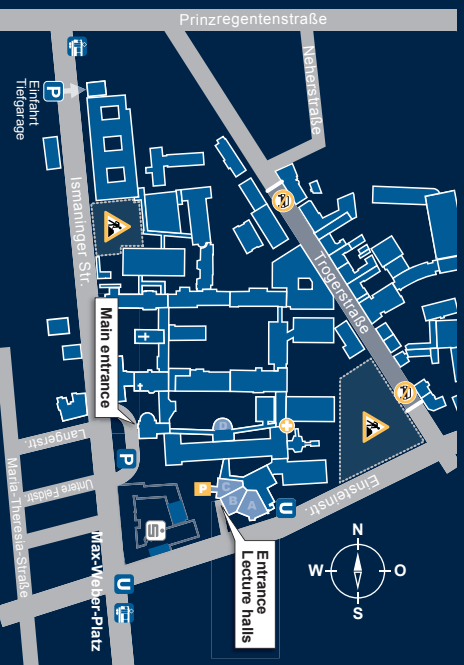 Prinzregentenstraße
Neherstraße
P
Einfahrt
Tiefgarage
Ismaninger Str.
Trogerstraße
Main entrance
D
Langerstr.
P
Einsteinstr.
P
C
B
A
U
Untere Feldstr.
Maria-Theresia-Straße
Entrance
Lecture halls
Max-Weber-Platz
U
N
W
O
S